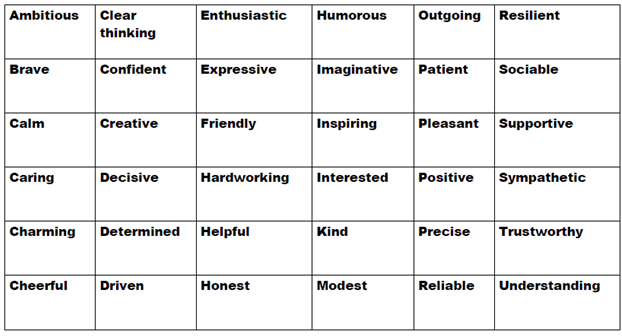 Ambitious Clear thinking Enthusiastic Humorous Outgoing Resilient
Brave Confident Expressive Imaginative Patient Sociable
Calm Creative Friendly Inspiring Pleasant Supportive
Caring Decisive Hardworking Interested Positive Sympathetic
Charming Determined Helpful Kind Precise Trustworthy
Cheerful Driven Honest Modest Reliable Understanding